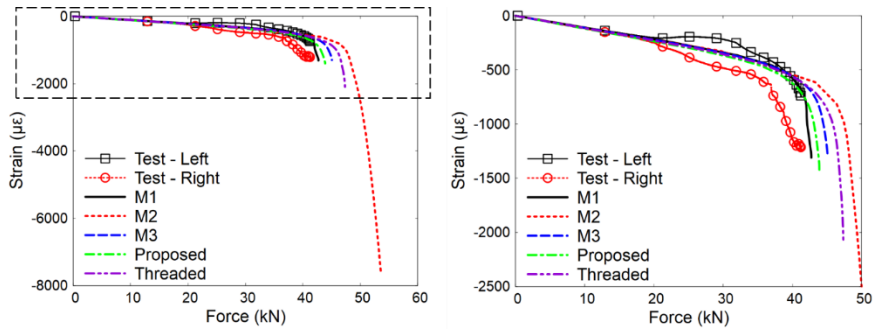 0
-2000
-4000
-6000
-8000
Strain (με)
Test - Left
Test - Right
M1
M2
M3
Proposed
Threaded
0
10
20
30
40
50
60
Force (kN)
0
-500
-1000
-1500
-2000
-2500
Strain (με)
Test - Left
Test - Right
M1
M2
M3
Proposed
Threaded
0
10
20
30
40
50
Force (kN)